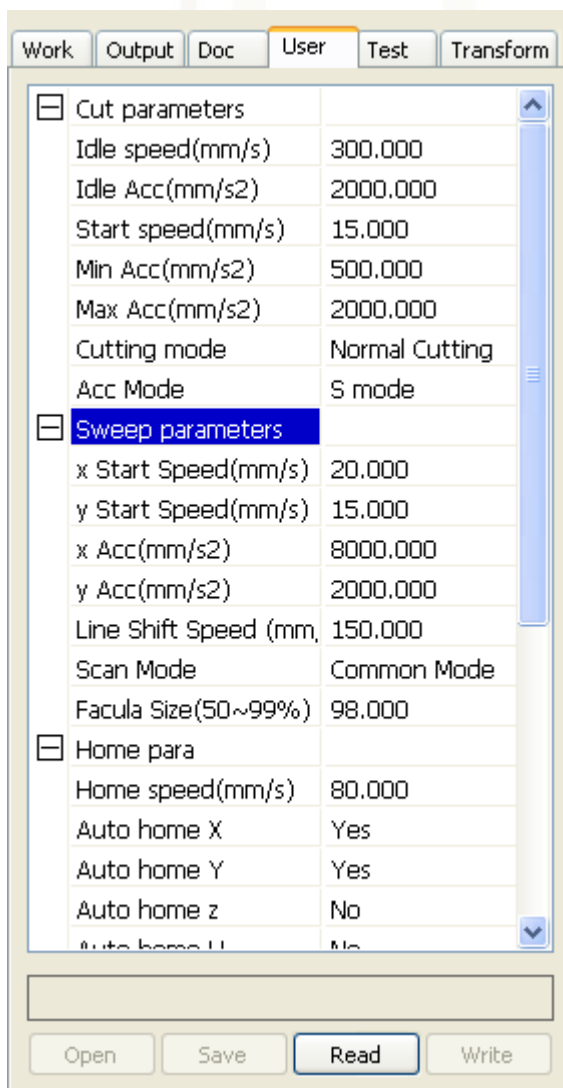 Work Output Doc User Test Transform
Cut parameters
Idle speed(mm/s) 300.000
Idle Acc(mm/s2) 2000.000
Start speed(mm/s) 15.000
Min Acc(mm/s2) 500.000
Max Acc(mm/s2) 2000.000
Cutting mode Normal Cutting
Acc Mode S mode
Sweep parameters
x Start Speed(mm/s) 20.000
y Start Speed(mm/s) 15.000
x Acc(mm/s2) 8000.000
y Acc(mm/s2) 2000.000
Line Shift Speed (mm, 150.000
Scan Mode Common Mode
Facula Size(50~99%) 98.000
Home para
Home speed(mm/s) 80.000
Auto home X Yes
Auto home Y Yes
Auto home z No
Open Save Read Write